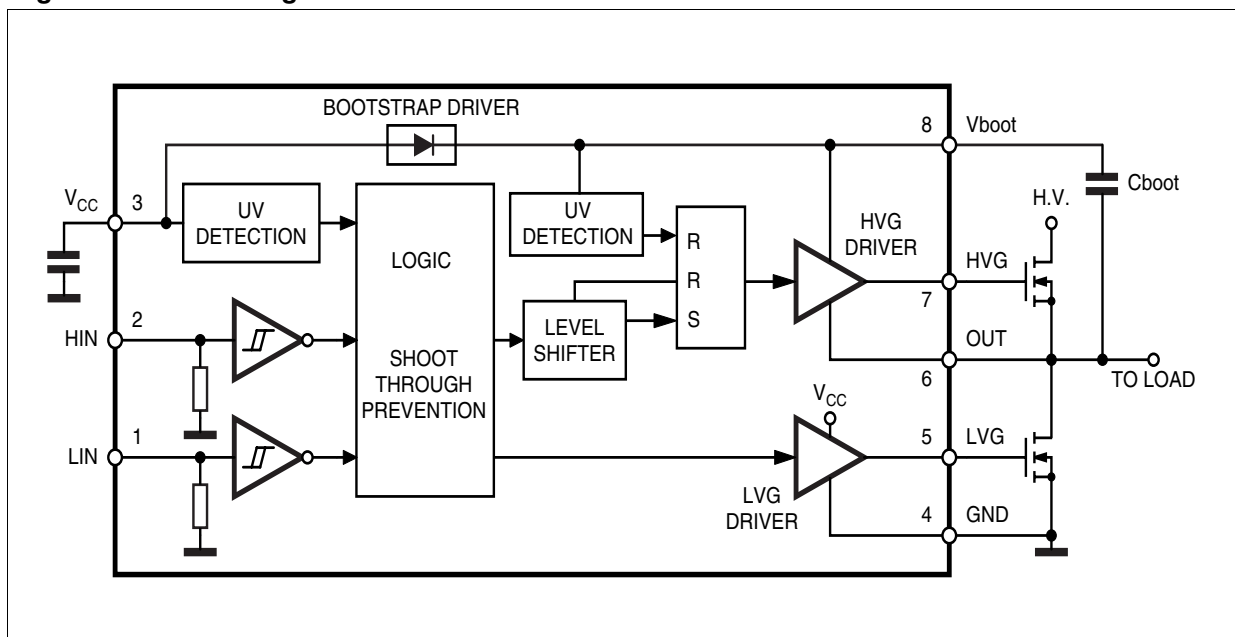 BOOTSTRAP DRIVER
8
Vboot
Cboot
H.V.
VCC
3
UV
DETECTION
LOGIC
SHOOT
THROUGH
PREVENTION
UV
DETECTION
R
R
S
HVG
DRIVER
HVG
7
HIN
2
LEVEL
SHIFTER
OUT
6
TO LOAD
LIN
1
VCC
LVG
DRIVER
5
LVG
4
GND